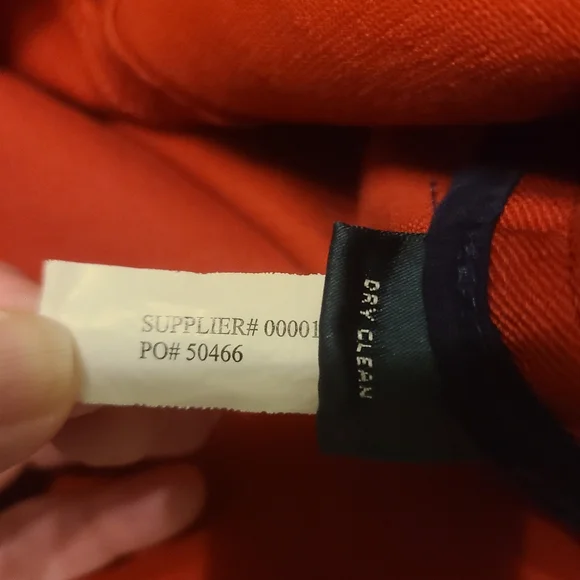 SUPPLIER# 00001
PO# 50466
DRY CLEAN